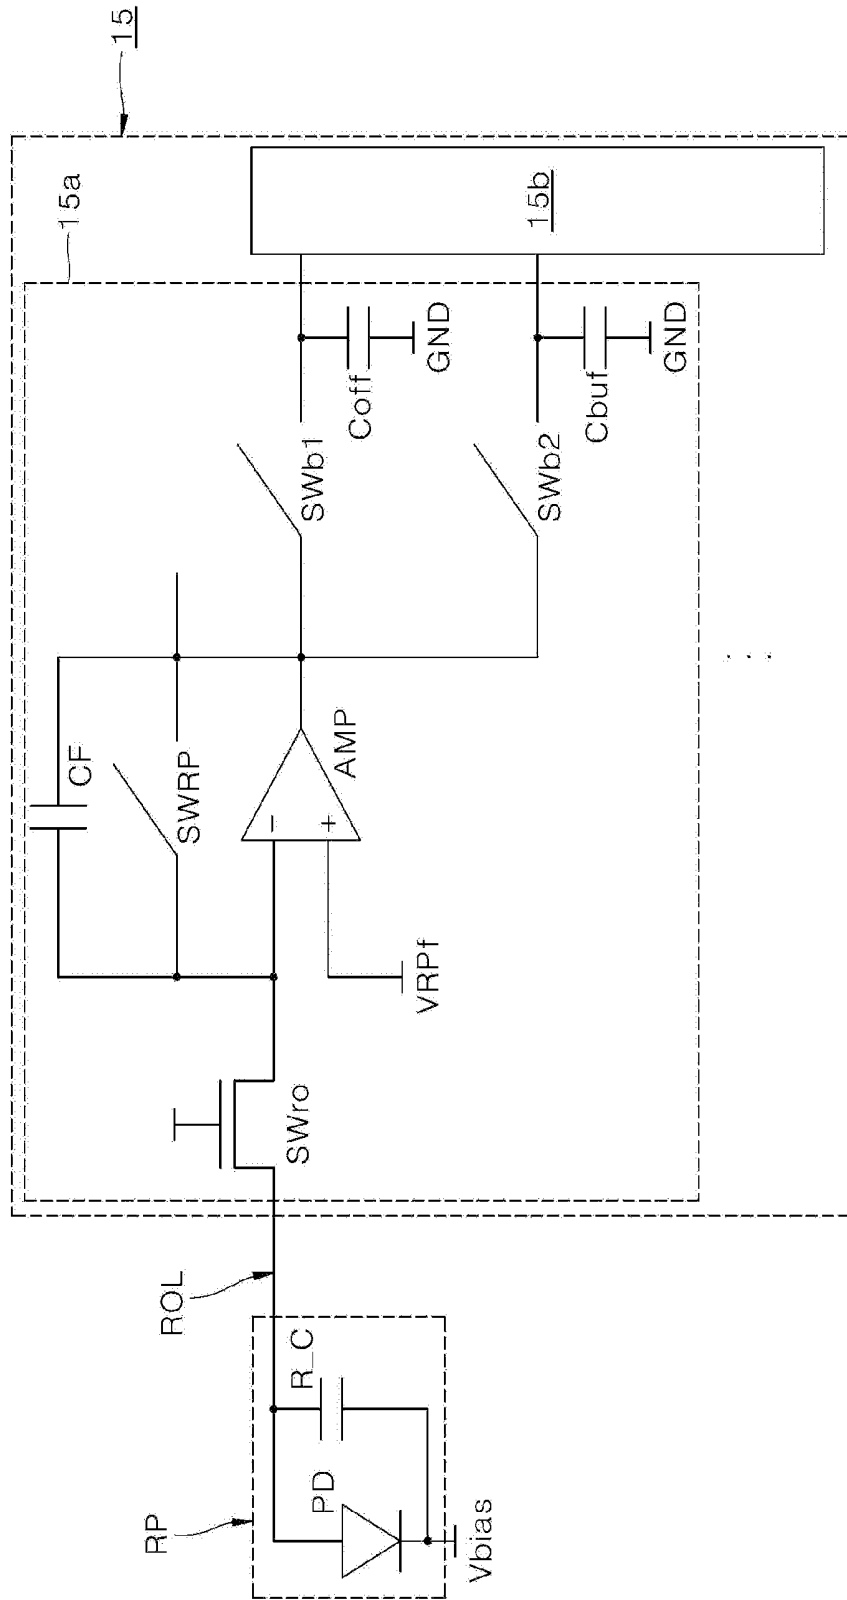 15
15a
15b
CF
SWRP
AMP
−
+
VRPf
SWro
SWb1
Coff
GND
SWb2
Cbuf
GND
ROL
RP
R_C
PD
Vbias
. . .